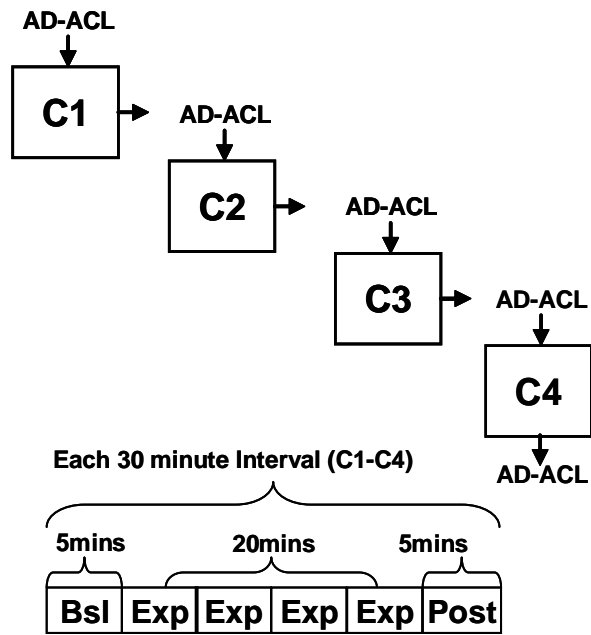 AD-ACL
C1
AD-ACL
C2
AD-ACL
C3
AD-ACL
C4
AD-ACL
Each 30 minute Interval (C1-C4)
5mins 20mins 5mins
Bsl Exp Exp Exp Exp Post